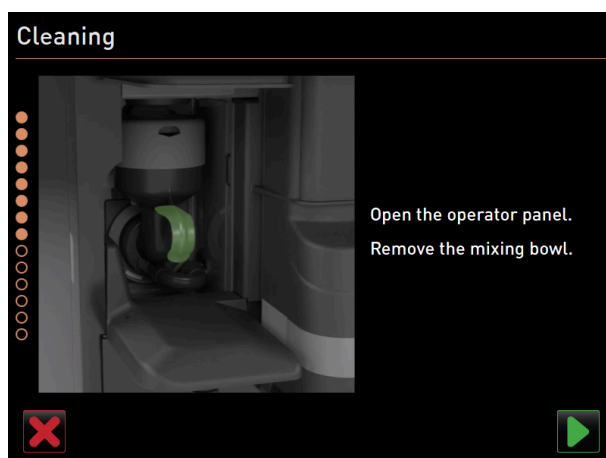 Cleaning
Open the operator panel.
Remove the mixing bowl.